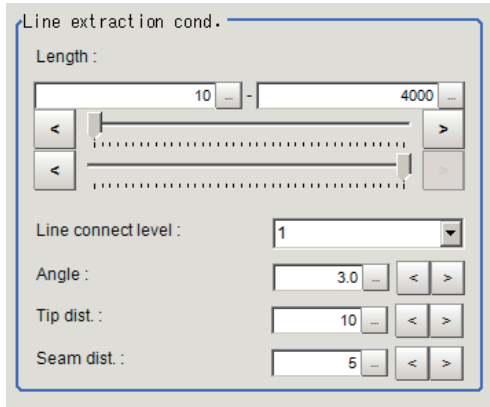 Line extraction cond.
Length :
10 ... - 4000 ...
< >
< >
Line connect level : 1
Angle : 3.0 ... < >
Tip dist. : 10 ... < >
Seam dist. : 5 ... < >